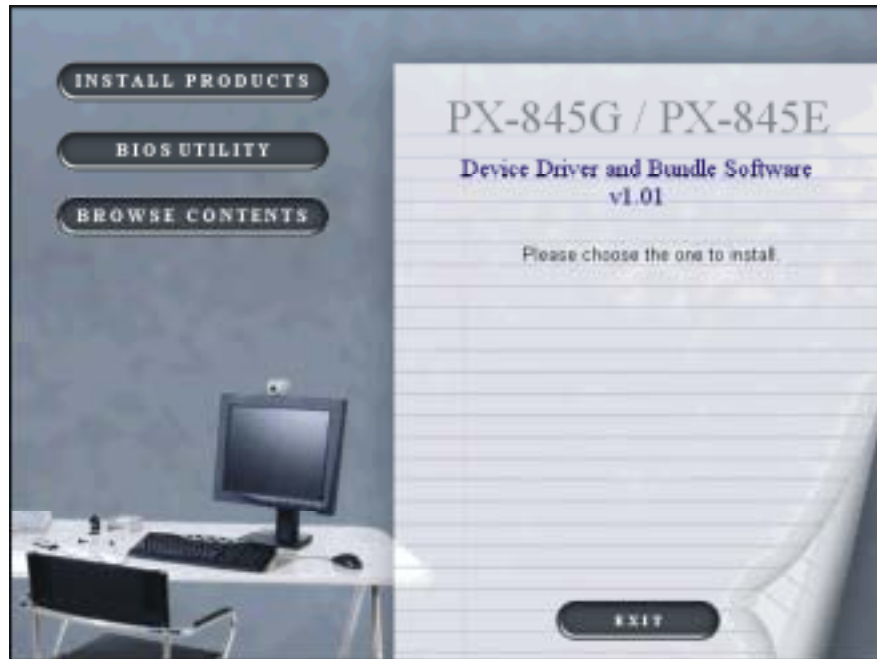 INSTALL PRODUCTS
BIOS UTILITY
BROWSE CONTENTS
PX-845G / PX-845E
Device Driver and Bundle Software
v1.01
Please choose the one to install.
EXIT